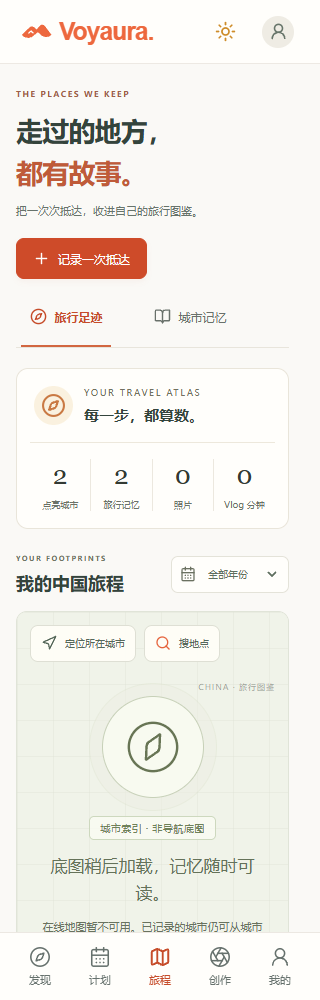 Voyaura.
THE PLACES WE KEEP
走过的地方，
都有故事。
把一次次抵达，收进自己的旅行图鉴。
记录一次抵达
旅行足迹
城市记忆
YOUR TRAVEL ATLAS
每一步，都算数。
2
2
0
0
点亮城市
旅行记忆
照片
Vlog 分钟
YOUR FOOTPRINTS
我的中国旅程
全部年份
定位所在城市
搜地点
CHINA · 旅行图鉴
城市索引 · 非导航底图
底图稍后加载，记忆随时可
读。
在线地图暂不可用。已记录的城市仍可从城市
发现
计划
旅程
创作
我的